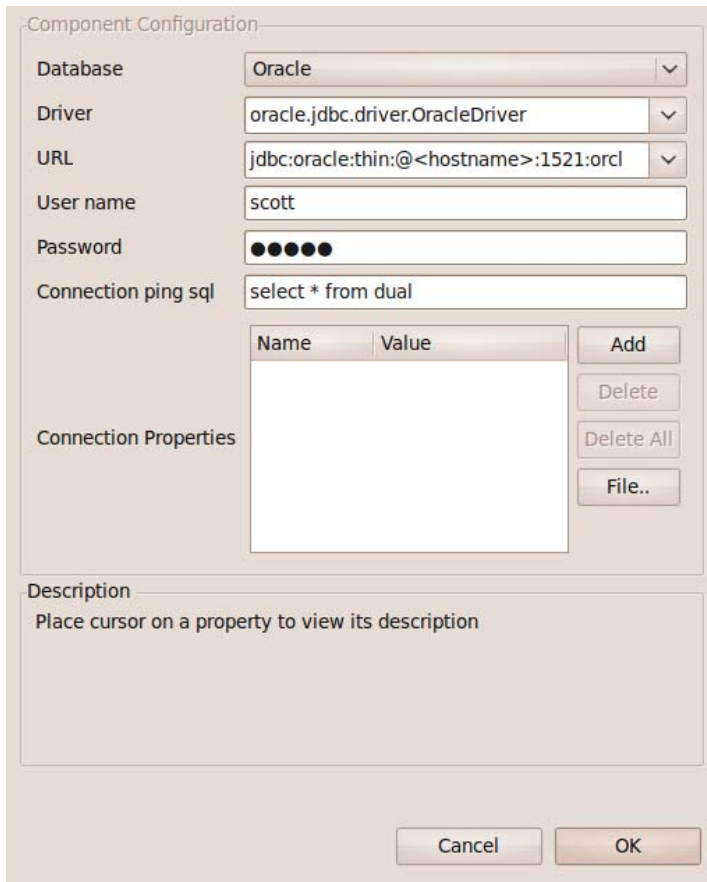 Component Configuration
Database Oracle
Driver oracle.jdbc.driver.OracleDriver
URL jdbc:oracle:thin:@<hostname>:1521:orcl
User name scott
Password ●●●●●
Connection ping sql select * from dual
Name Value
Add
Delete
Connection Properties
Delete All
File..
Description
Place cursor on a property to view its description
Cancel OK